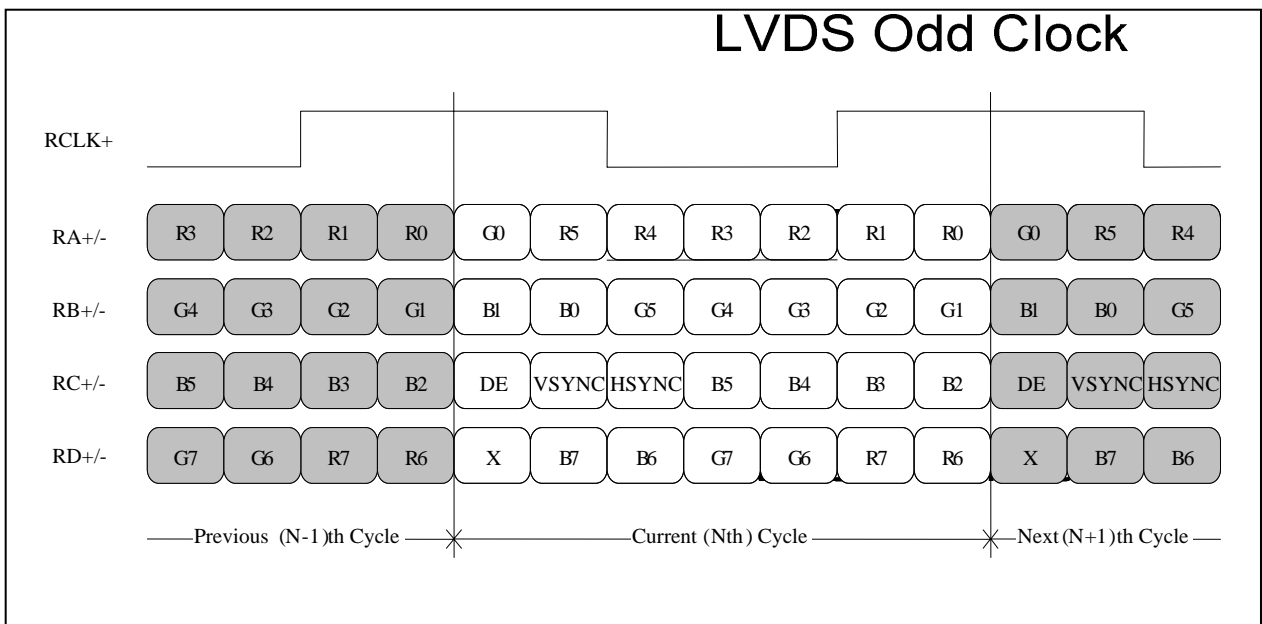 LVDS Odd Clock
RCLK+
RA+/- R3 R2 R1 R0 G0 R5 R4 R3 R2 R1 R0 G0 R5 R4
RB+/- G4 G3 G2 G1 B1 B0 G5 G4 G3 G2 G1 B1 B0 G5
RC+/- B5 B4 B3 B2 DE VSYNC HSYNC B5 B4 B3 B2 DE VSYNC HSYNC
RD+/- G7 G6 R7 R6 X B7 B6 G7 G6 R7 R6 X B7 B6
Previous (N-1)th Cycle Current (Nth) Cycle Next (N+1)th Cycle